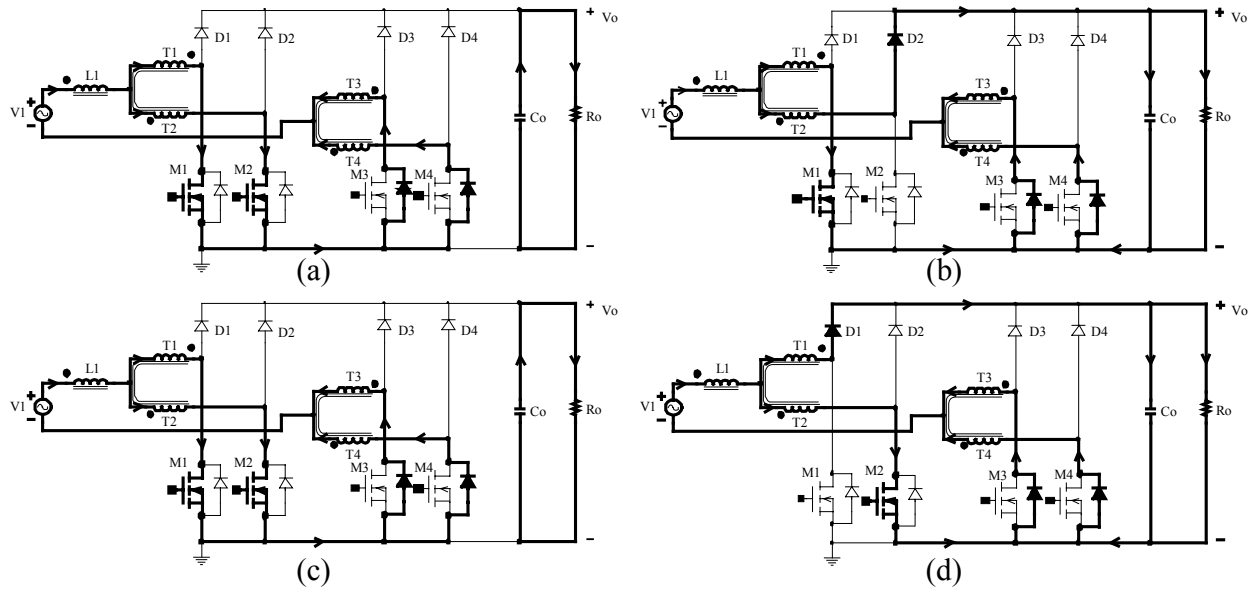 D1 D2 D3 D4 + Vo
T1
L1
T3
V1 + −
T2
T4
Co Ro
M1 M2 M3 M4
−
(a)
D1 D2 D3 D4 + Vo
T1
L1
T3
V1 + −
T2
T4
Co Ro
M1 M2 M3 M4
−
(b)
D1 D2 D3 D4 + Vo
T1
L1
T3
V1 + −
T2
T4
Co Ro
M1 M2 M3 M4
−
(c)
D1 D2 D3 D4 + Vo
T1
L1
T3
V1 + −
T2
T4
Co Ro
M1 M2 M3 M4
−
(d)